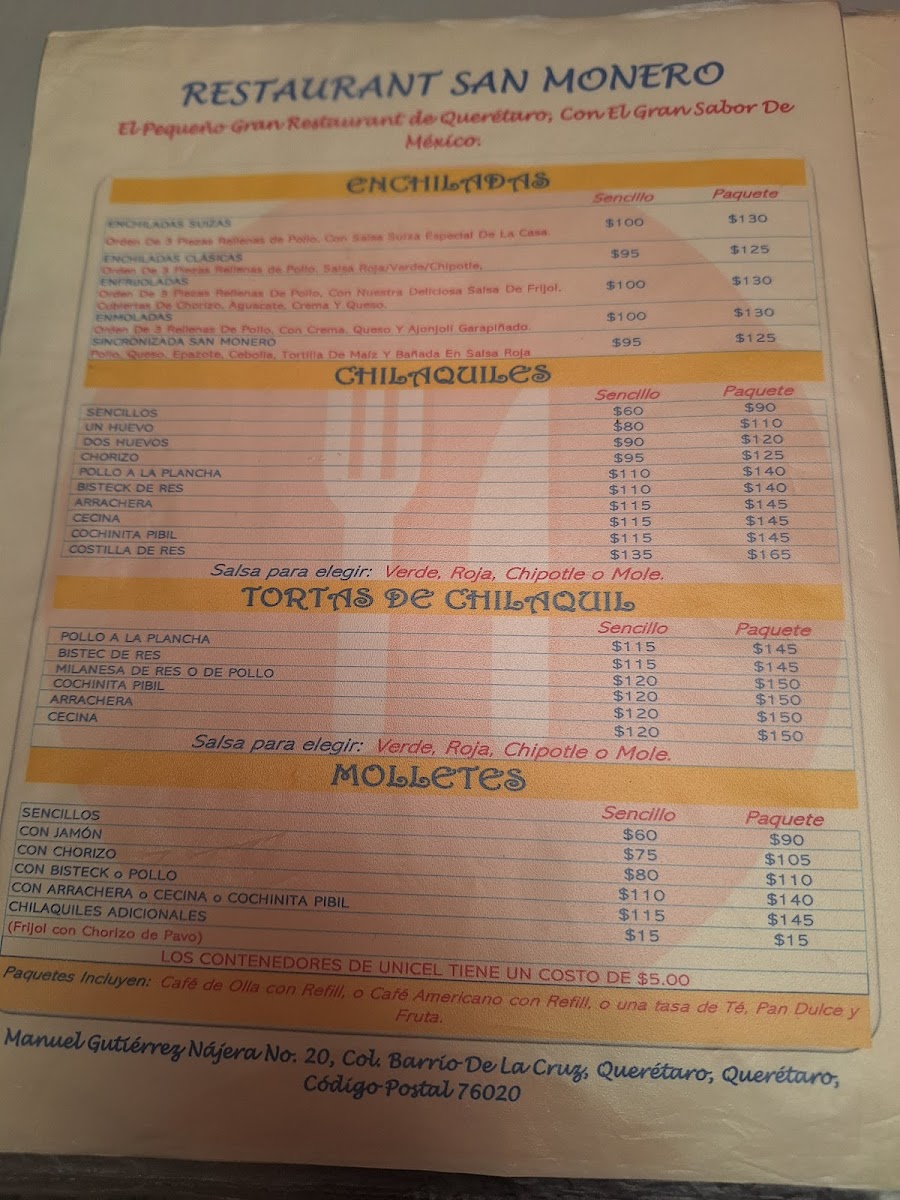 RESTAURANT SAN MONERO
El Pequeño Gran Restaurant de Querétaro, Con El Gran Sabor De
México.
ENCHILADAS
Sencillo Paquete
ENCHILADAS SUIZAS $100 $130
Orden De 3 Piezas Rellenas de Pollo, Con Salsa Suiza Especial De La Casa.
ENCHILADAS CLÁSICAS $95 $125
Orden De 3 Piezas Rellenas de Pollo, Salsa Roja/Verde/Chipotle,
ENFRIJOLADAS $100 $130
Orden De 3 Piezas Rellenas De Pollo, Con Nuestra Deliciosa Salsa De Frijol,
Cubiertas De Chorizo, Aguacate, Crema Y Queso.
ENMOLADAS $100 $130
Orden De 3 Rellenas De Pollo, Con Crema, Queso Y Ajonjolí Garapiñado.
SINCRONIZADA SAN MONERO $95 $125
Pollo, Queso, Epazote, Cebolla, Tortilla De Maíz Y Bañada En Salsa Roja
CHILAQUILES
Sencillo Paquete
SENCILLOS $60 $90
UN HUEVO $80 $110
DOS HUEVOS $90 $120
CHORIZO $95 $125
POLLO A LA PLANCHA $110 $140
BISTECK DE RES $110 $140
ARRACHERA $115 $145
CECINA $115 $145
COCHINITA PIBIL $115 $145
COSTILLA DE RES $135 $165
Salsa para elegir: Verde, Roja, Chipotle o Mole.
TORTAS DE CHILAQUIL
Sencillo Paquete
POLLO A LA PLANCHA $115 $145
BISTEC DE RES $115 $145
MILANESA DE RES O DE POLLO $120 $150
COCHINITA PIBIL $120 $150
ARRACHERA $120 $150
CECINA $120 $150
Salsa para elegir: Verde, Roja, Chipotle o Mole.
MOLLETES
Sencillo Paquete
SENCILLOS $60 $90
CON JAMÓN $75 $105
CON CHORIZO $80 $110
CON BISTECK o POLLO $110 $140
CON ARRACHERA o CECINA o COCHINITA PIBIL $115 $145
CHILAQUILES ADICIONALES $15 $15
(Frijol con Chorizo de Pavo)
LOS CONTENEDORES DE UNICEL TIENE UN COSTO DE $5.00
Paquetes Incluyen: Café de Olla con Refill, o Café Americano con Refill, o una tasa de Té, Pan Dulce y
Fruta.
Manuel Gutiérrez Nájera No. 20, Col. Barrio De La Cruz, Querétaro, Querétaro,
Código Postal 76020